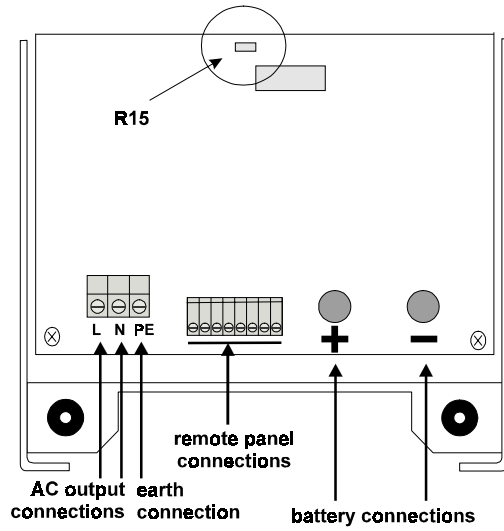 R15
L N PE
+ −
remote panel
connections
AC output
connections
earth
connection
battery connections